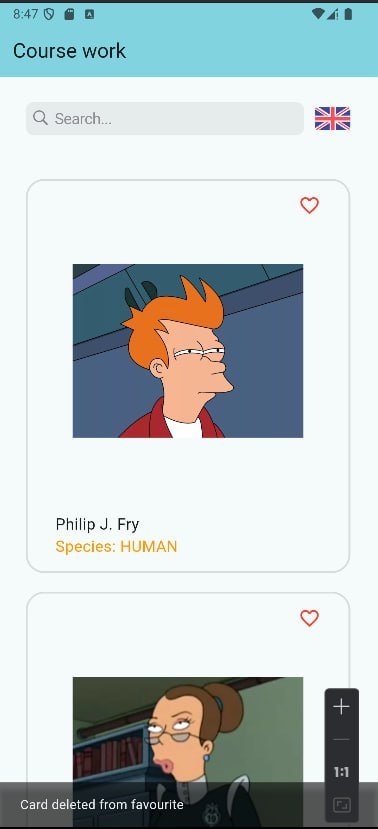 8:47
Course work
Search...
Philip J. Fry
Species: HUMAN
1:1
Card deleted from favourite